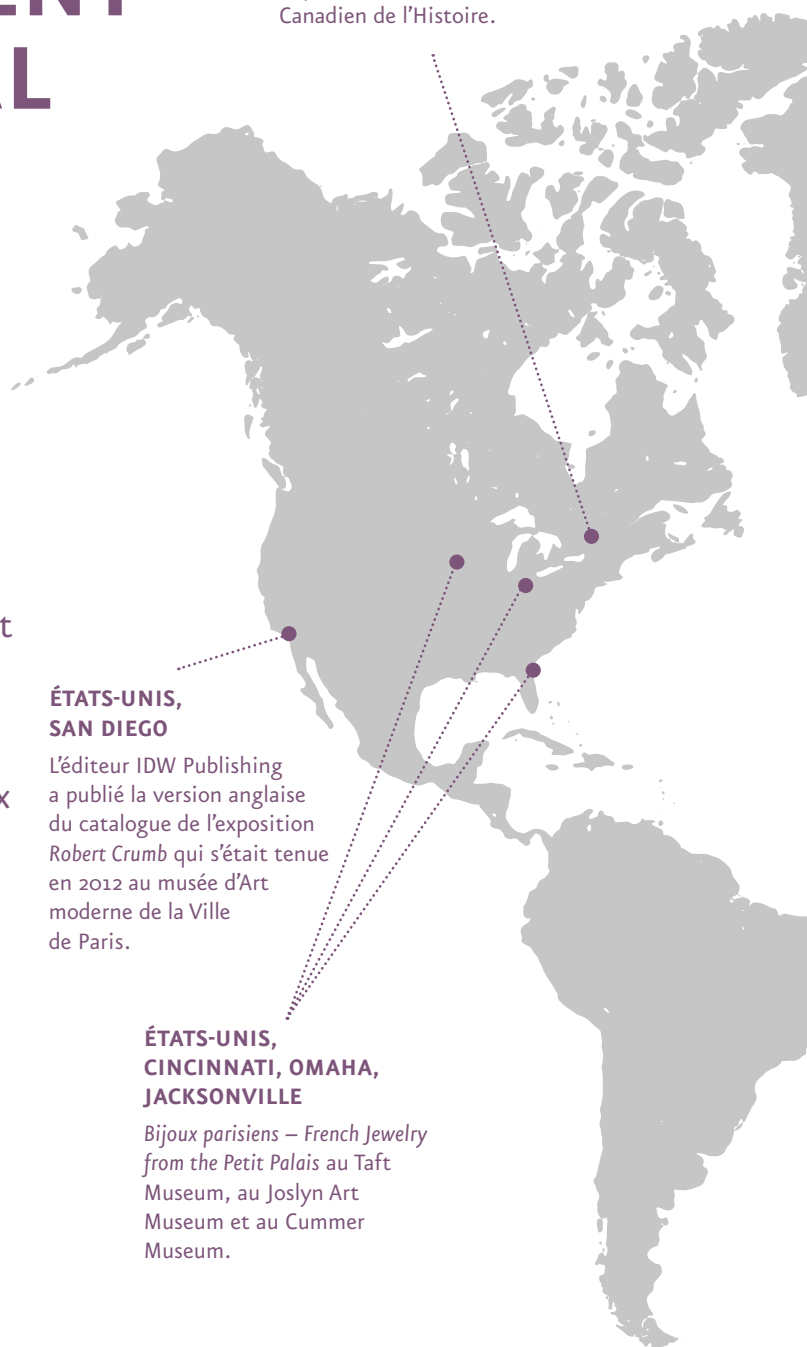 Canadien de l’Histoire.
ÉTATS-UNIS,
SAN DIEGO
L’éditeur IDW Publishing
a publié la version anglaise
du catalogue de l’exposition
Robert Crumb qui s’était tenue
en 2012 au musée d’Art
moderne de la Ville
de Paris.
ÉTATS-UNIS,
CINCINNATI, OMAHA,
JACKSONVILLE
Bijoux parisiens – French Jewelry
from the Petit Palais au Taft
Museum, au Joslyn Art
Museum et au Cummer
Museum.